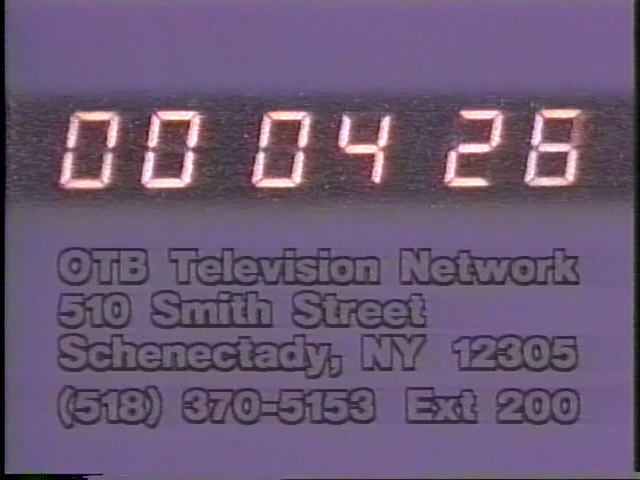 00 04 28
OTB Television Network
510 Smith Street
Schenectady, NY 12305
(518) 370-5153 Ext 200